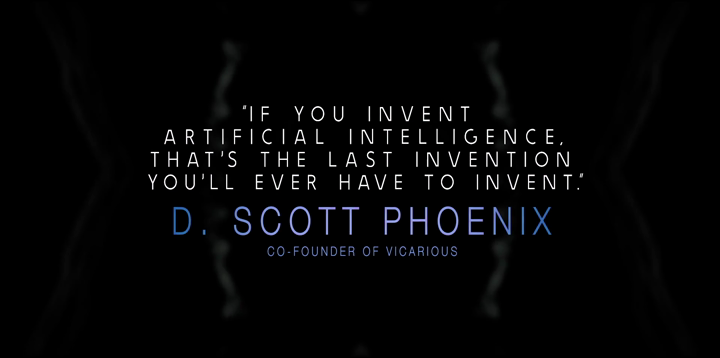 "IF YOU INVENT
ARTIFICIAL INTELLIGENCE,
THAT'S THE LAST INVENTION
YOU'LL EVER HAVE TO INVENT."
D. SCOTT PHOENIX
CO-FOUNDER OF VICARIOUS